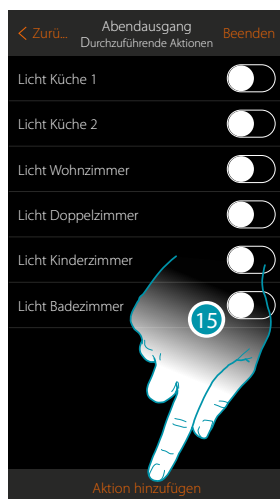 < Zurü... Abendausgang Beenden
Durchzuführende Aktionen
Licht Küche 1
Licht Küche 2
Licht Wohnzimmer
Licht Doppelzimmer
Licht Kinderzimmer
Licht Badezimmer
15
Aktion hinzufügen